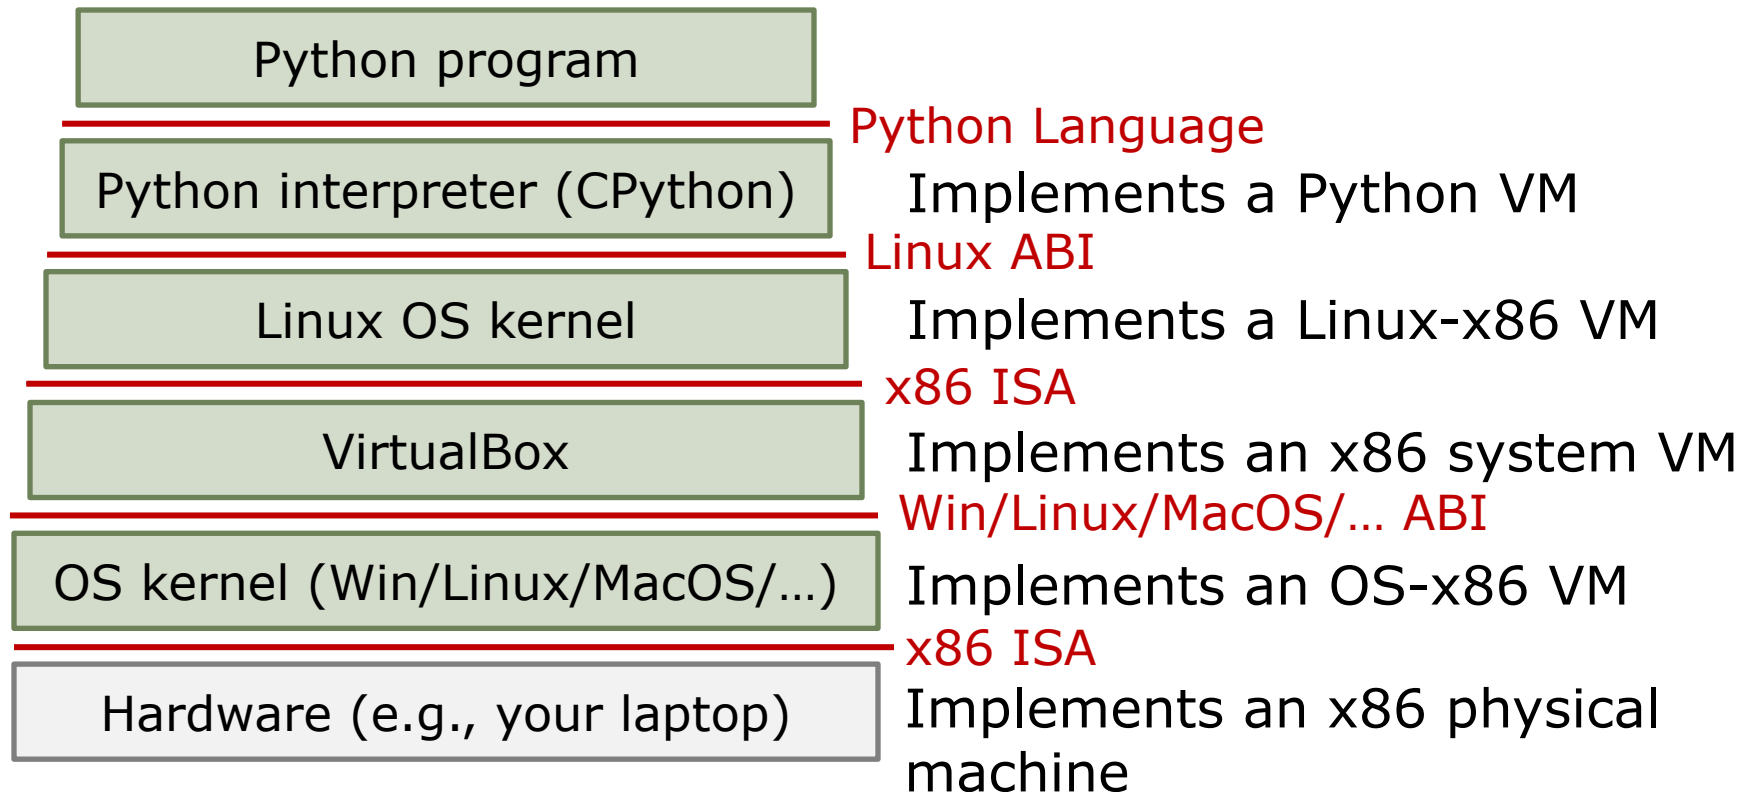 Python program
Python Language
Python interpreter (CPython)
Implements a Python VM
Linux ABI
Linux OS kernel
Implements a Linux-x86 VM
x86 ISA
VirtualBox
Implements an x86 system VM
Win/Linux/MacOS/… ABI
OS kernel (Win/Linux/MacOS/…)
Implements an OS-x86 VM
x86 ISA
Hardware (e.g., your laptop)
Implements an x86 physical
machine